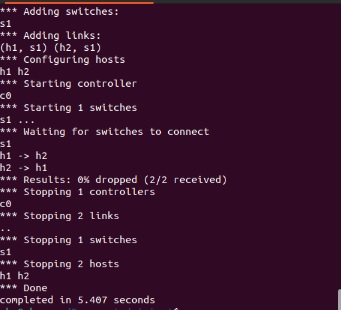 *** Adding switches:
s1
*** Adding links:
(h1, s1) (h2, s1)
*** Configuring hosts
h1 h2
*** Starting controller
c0
*** Starting 1 switches
s1 ...
*** Waiting for switches to connect
s1
h1 -> h2
h2 -> h1
*** Results: 0% dropped (2/2 received)
*** Stopping 1 controllers
c0
*** Stopping 2 links
..
*** Stopping 1 switches
s1
*** Stopping 2 hosts
h1 h2
*** Done
completed in 5.407 seconds